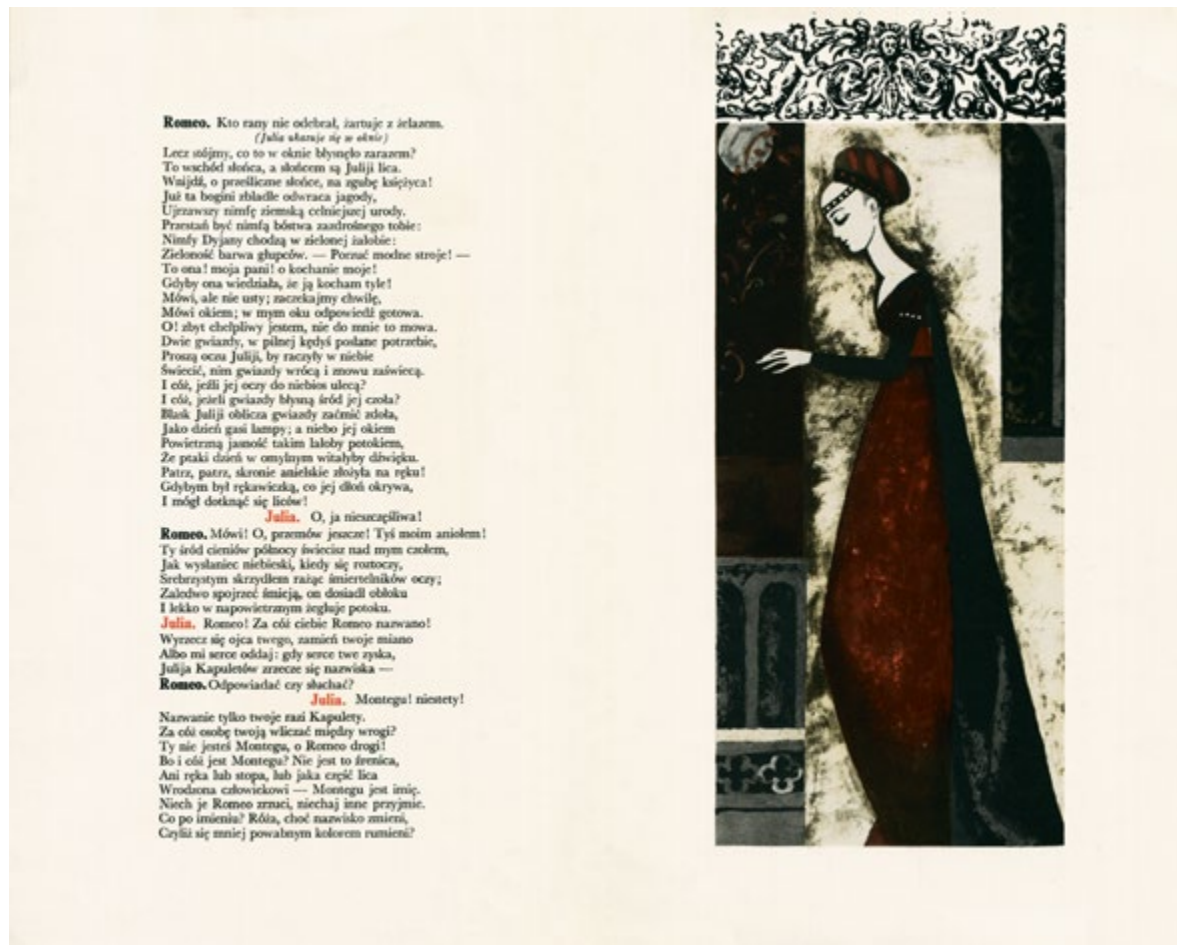 Romeo. Kto rany nie odebrał, żartuje z żelazem.
(Julia ukazuje się w oknie)
Lecz stójmy, co to w oknie błysnęło zarazem?
To wschód słońca, a słońcem są Juliji lica.
Wnijdź, o prześliczne słońce, na zgubę księżyca!
Już ta bogini zbladłe odwraca jagody,
Ujrzawszy nimfę ziemską celniejszej urody.
Przestań być nimfą bóstwa zazdrośnego tobie:
Nimfy Dyjany chodzą w zielonej żałobie:
Zieloność barwa głupców. — Porzuć modne stroje! —
To ona! moja pani! o kochanie moje!
Gdyby ona wiedziała, że ją kocham tyle!
Mówi, ale nie usty; zaczekajmy chwilę,
Mówi okiem; w mym oku odpowiedź gotowa.
O! zbyt chełpliwy jestem, nie do mnie to mowa.
Dwie gwiazdy, w pilnej kędyś posłane potrzebie,
Proszą oczu Juliji, by raczyły w niebie
Świecić, nim gwiazdy wrócą i znowu zaświecą.
I cóż, jeźli jej oczy do niebios ulecą?
I cóż, jeżeli gwiazdy błysną śród jej czoła?
Blask Juliji oblicza gwiazdy zaćmić zdoła,
Jako dzień gasi lampy; a niebo jej okiem
Powietrzną jasność takim lałoby potokiem,
Że ptaki dzień w omylnym witałyby dźwięku.
Patrz, patrz, skronie anielskie złożyła na ręku!
Gdybym był rękawiczką, co jej dłoń okrywa,
I mógł dotknąć się liców!
Julia. O, ja nieszczęśliwa!
Romeo. Mówi! O, przemów jeszcze! Tyś moim aniołem!
Ty śród cieniów północy świecisz nad mym czołem,
Jak wysłaniec niebieski, kiedy się roztoczy,
Srebrzystym skrzydłem rażąc śmiertelników oczy;
Zaledwo spojrzeć śmieją, on dosiadł obłoku
I lekko w napowietrznym żegluje potoku.
Julia. Romeo! Za cóż ciebie Romeo nazwano!
Wyrzecz się ojca twego, zamień twoje miano
Albo mi serce oddaj: gdy serce twe zyska,
Julija Kapuletów zrzecze się nazwiska —
Romeo. Odpowiadać czy słuchać?
Julia. Montegu! niestety!
Nazwanie tylko twoje razi Kapulety.
Za cóż osobę twoją wliczać między wrogi?
Ty nie jesteś Montegu, o Romeo drogi!
Bo i cóż jest Montegu? Nie jest to źrenica,
Ani ręka lub stopa, lub jaka część lica
Wrodzona człowiekowi — Montegu jest imię.
Niech je Romeo zrzuci, niechaj inne przyjmie.
Co po imieniu? Róża, choć nazwisko zmieni,
Czyliż się mniej powabnym kolorem rumieni?